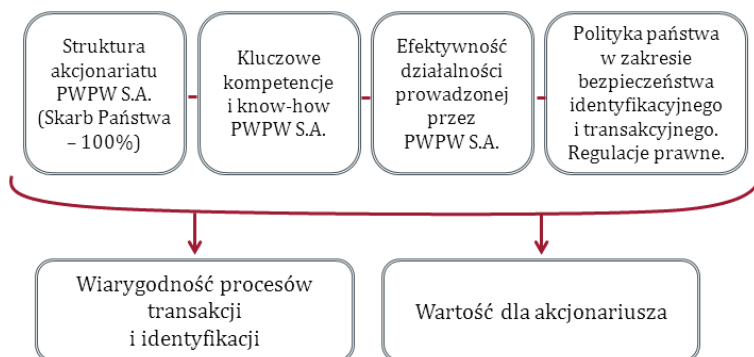 Struktura
akcjonariatu
PWPW S.A.
(Skarb Państwa
– 100%)
Kluczowe
kompetencje
i know-how
PWPW S.A.
Efektywność
działalności
prowadzonej
przez
PWPW S.A.
Polityka państwa
w zakresie
bezpieczeństwa
identyfikacyjnego
i transakcyjnego.
Regulacje prawne.
Wiarygodność procesów
transakcji
i identyfikacji
Wartość dla akcjonariusza